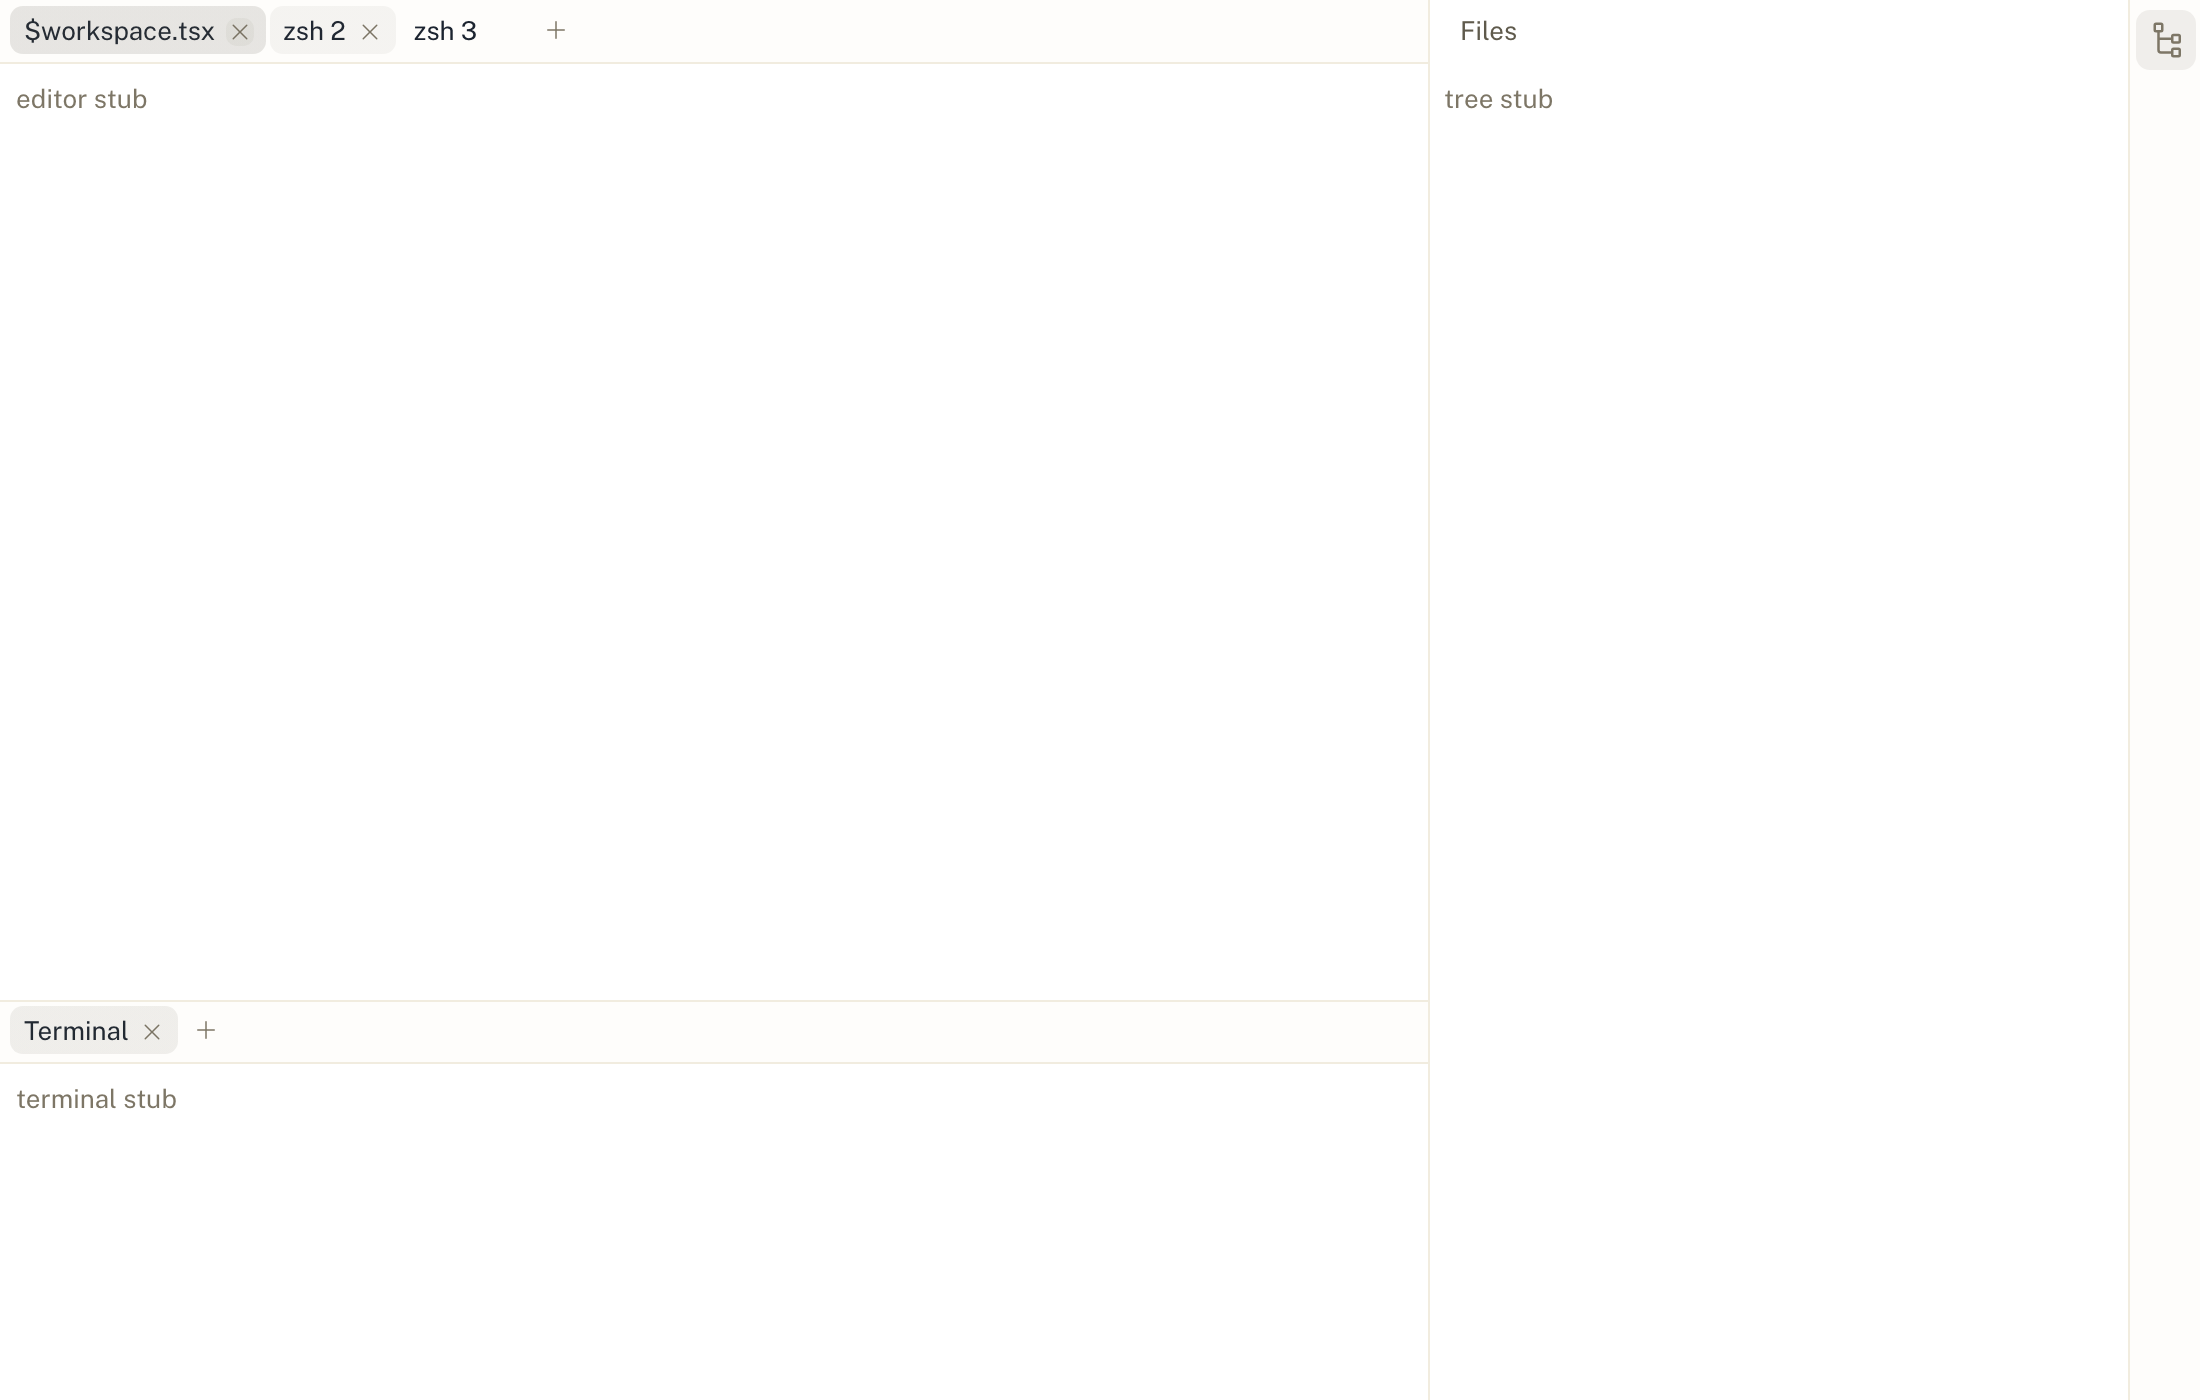 $workspace.tsx zsh 2 zsh 3
editor stub
Files
tree stub
Terminal
terminal stub